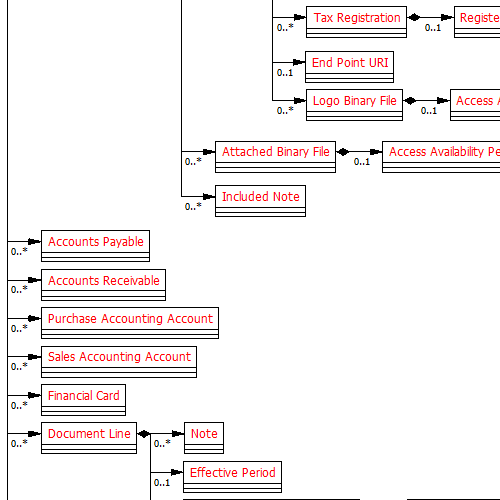 Tax Registration
0..*
0..1
End Point URI
0..1
Logo Binary File
Access
0..*
0..1
Attached Binary File
Access Availability
0..*
0..1
Included Note
0..*
Accounts Payable
0..*
Accounts Receivable
0..*
Purchase Accounting Account
0..*
Sales Accounting Account
0..*
Financial Card
0..*
Document Line
Note
0..*
0..*
Effective Period
0..1